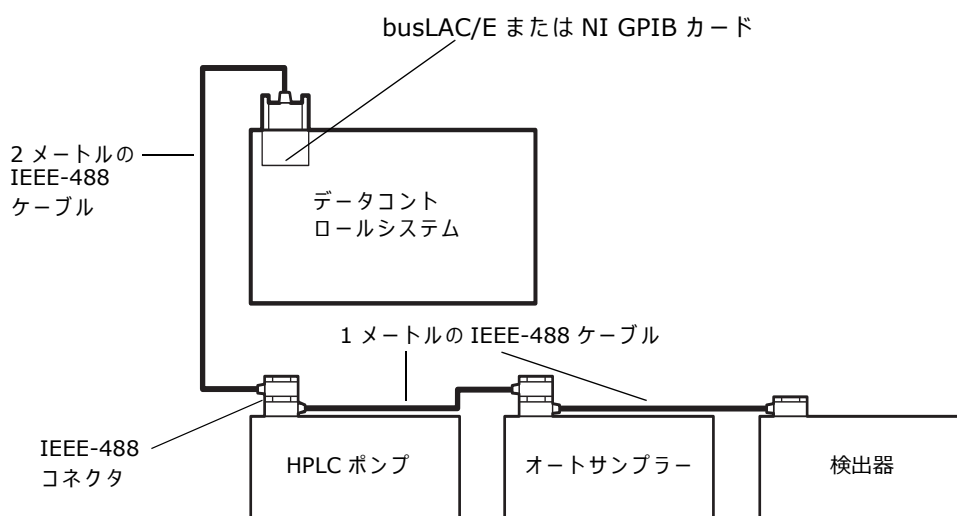 busLAC/E または NI GPIB カード
2 メートルの
IEEE-488
ケーブル
データコント
ロールシステム
1 メートルの IEEE-488 ケーブル
IEEE-488
コネクタ
HPLC ポンプ
オートサンプラー
検出器